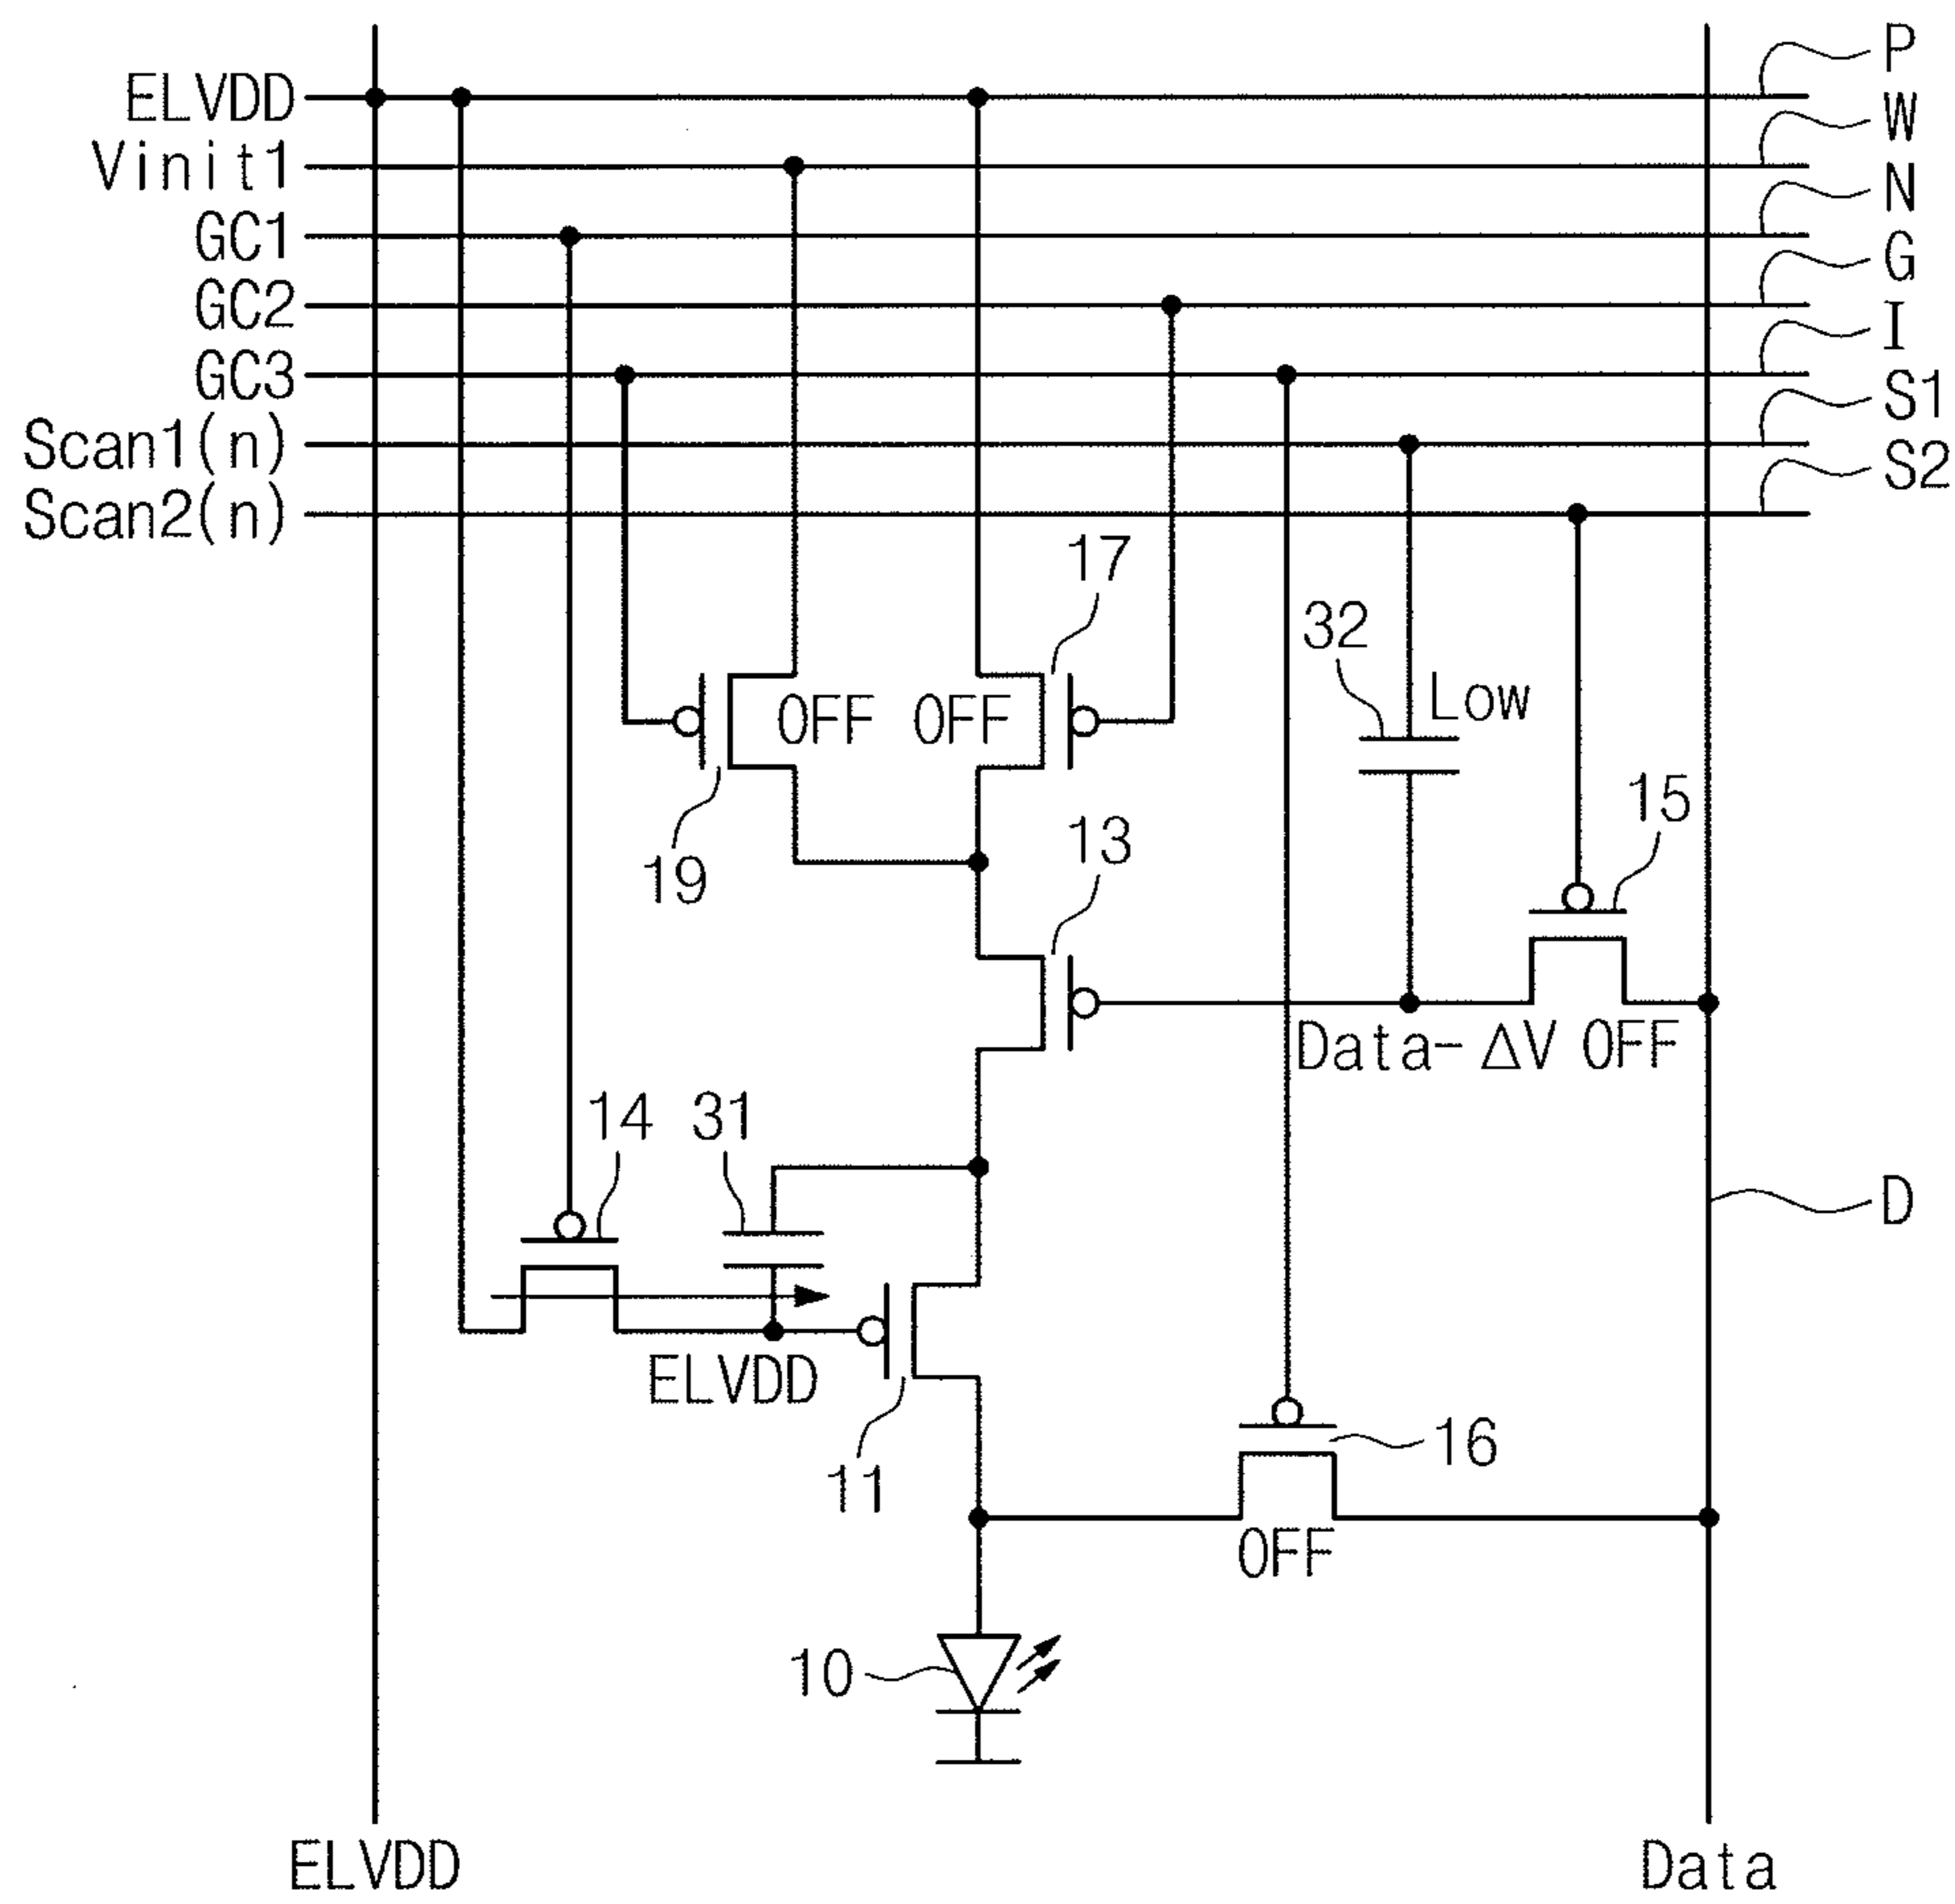 P
ELVDD
W
Vinit1
N
GC1
G
GC2
I
GC3
S1
Scan1(n)
S2
Scan2(n)
17
32
Low
OFF OFF
15
13
19
Data-ΔV OFF
14 31
D
ELVDD
16
11
OFF
10
ELVDD Data